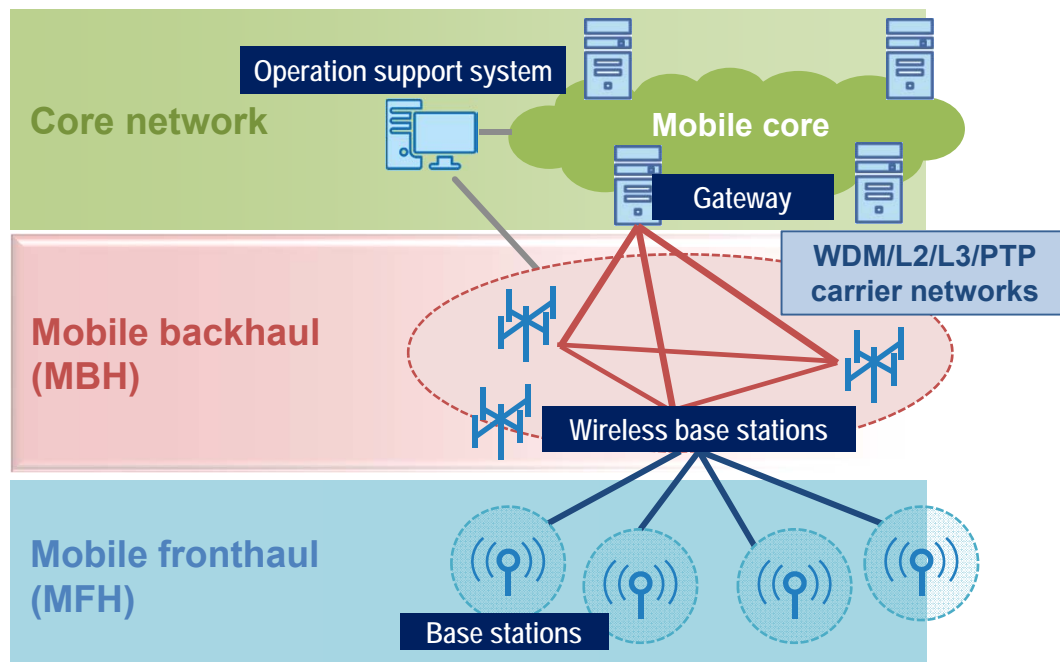 Operation support system
Core network
Mobile core
Gateway
WDM/L2/L3/PTP
carrier networks
Mobile backhaul
(MBH)
Wireless base stations
Mobile fronthaul
(MFH)
Base stations